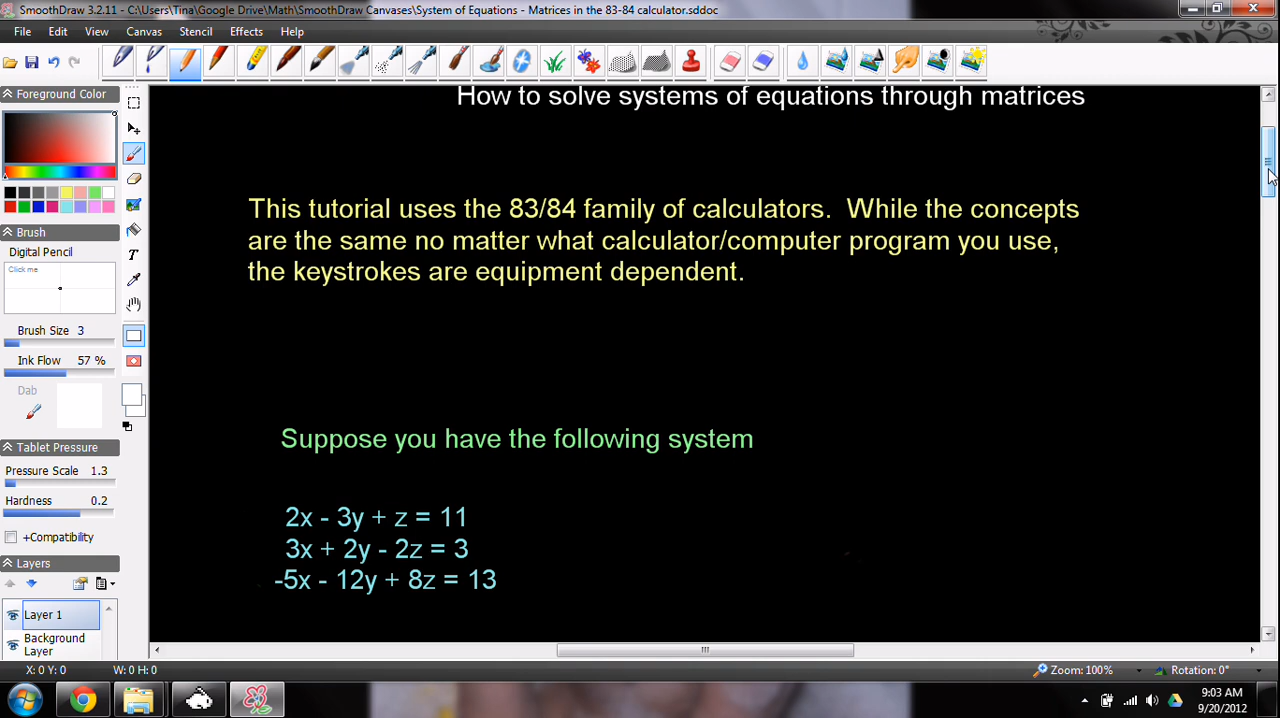 SmoothDraw 3.2.11 - C:\Users\Tina\Google Drive\Math\SmoothDraw Canvases\System of Equations - Matrices in the 83-84 calculator.sddoc
File Edit View Canvas Stencil Effects Help
Foreground Color
How to solve systems of equations through matrices
This tutorial uses the 83/84 family of calculators. While the concepts
are the same no matter what calculator/computer program you use,
the keystrokes are equipment dependent.
Brush
Digital Pencil
Click me
Brush Size 3
Ink Flow 57 %
Dab
Tablet Pressure
Pressure Scale 1.3
Hardness 0.2
+Compatibility
Layers
Layer 1
Background
Layer
Suppose you have the following system
2x - 3y + z = 11
3x + 2y - 2z = 3
-5x - 12y + 8z = 13
X: 0 Y: 0 W: 0 H: 0 Zoom: 100% Rotation: 0°
9:03 AM
9/20/2012